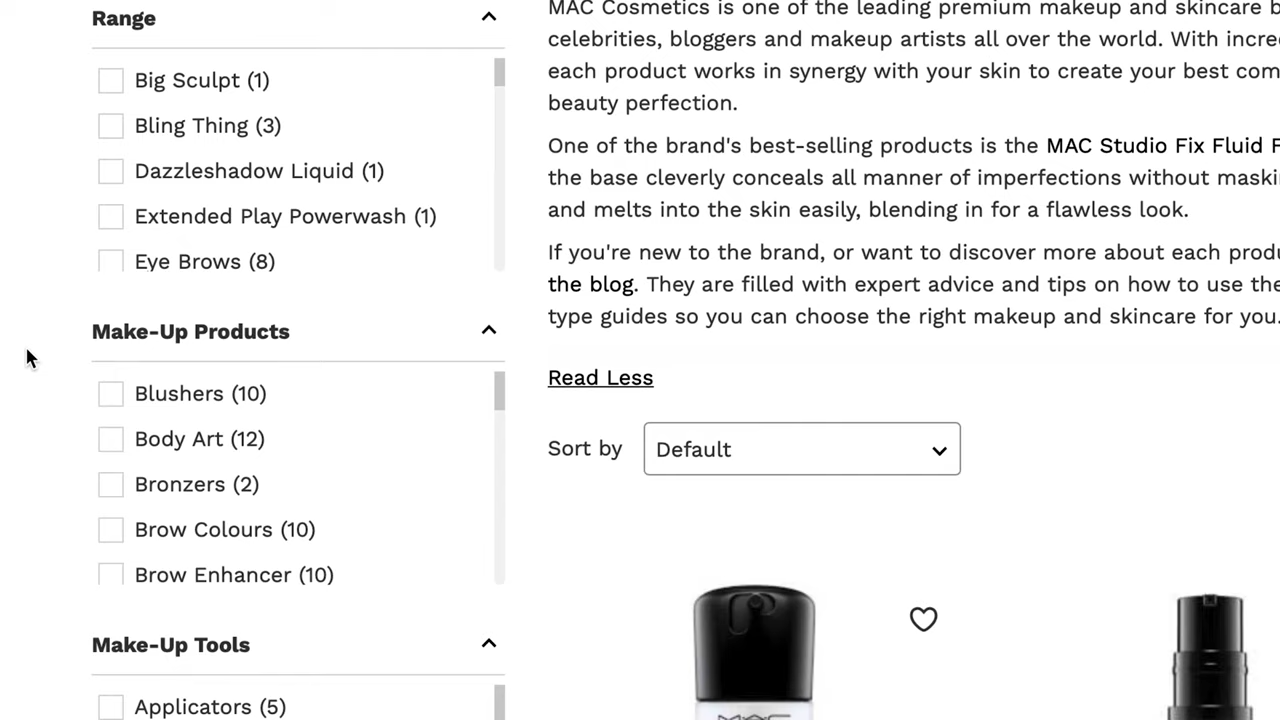 Range
Big Sculpt (1)
Bling Thing (3)
Dazzleshadow Liquid (1)
Extended Play Powerwash (1)
Eye Brows (8)
Make-Up Products
Blushers (10)
Body Art (12)
Bronzers (2)
Brow Colours (10)
Brow Enhancer (10)
Make-Up Tools
Applicators (5)
MAC Cosmetics is one of the leading premium makeup and skincare
celebrities, bloggers and makeup artists all over the world. With
each product works in synergy with your skin to create your best
beauty perfection.
One of the brand's best-selling products is the MAC Studio Fix Fluid
the base cleverly conceals all manner of imperfections without
and melts into the skin easily, blending in for a flawless look.
If you're new to the brand, or want to discover more about each
the blog. They are filled with expert advice and tips on how to use
type guides so you can choose the right makeup and skincare for you.
Read Less
Sort by
Default
MAC